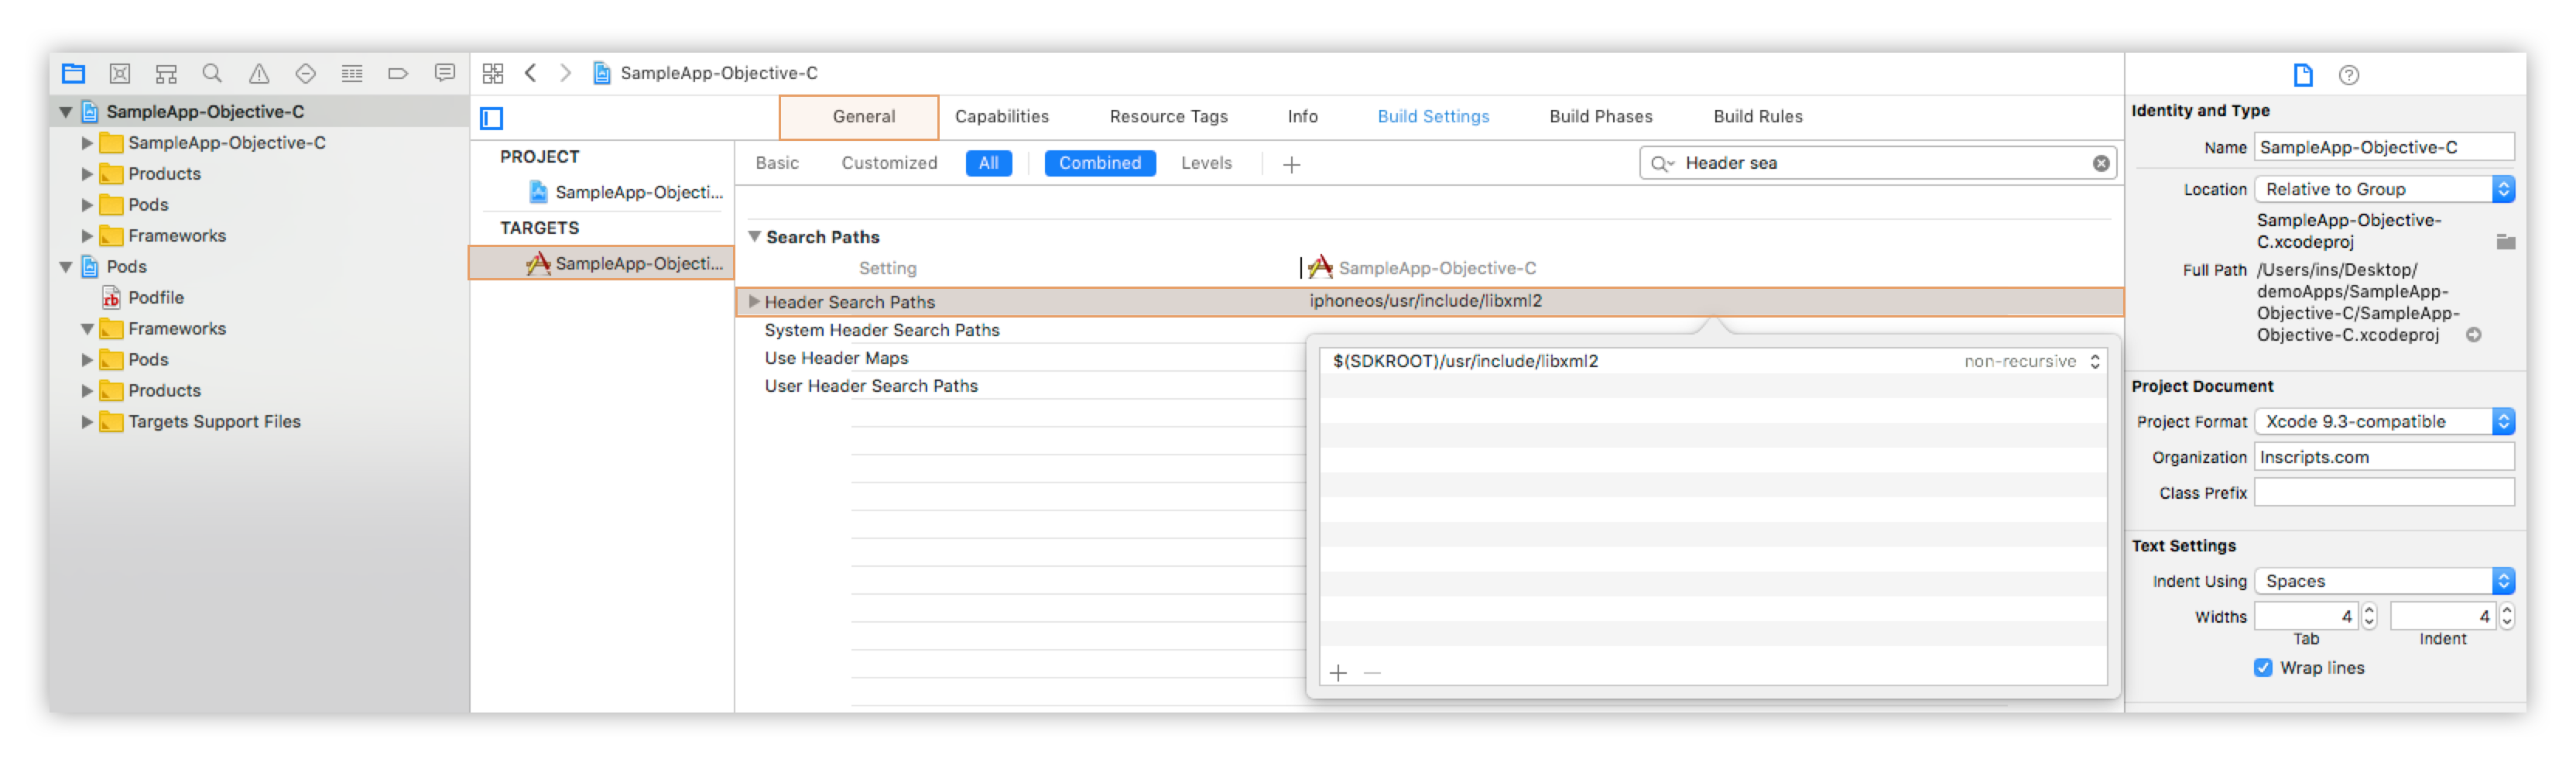 SampleApp-Objective-C
SampleApp-Objective-C
Products
Pods
Frameworks
Pods
rb Podfile
Frameworks
Pods
Products
Targets Support Files
SampleApp-Objective-C
General Capabilities Resource Tags Info Build Settings Build Phases Build Rules
PROJECT
SampleApp-Objecti...
TARGETS
SampleApp-Objecti...
Basic Customized All Combined Levels + Header sea
Search Paths
Setting SampleApp-Objective-C
Header Search Paths iphoneos/usr/include/libxml2
System Header Search Paths
Use Header Maps
User Header Search Paths
$(SDKROOT)/usr/include/libxml2 non-recursive
+ —
Identity and Type
Name SampleApp-Objective-C
Location Relative to Group
SampleApp-Objective-
C.xcodeproj
Full Path /Users/ins/Desktop/
demoApps/SampleApp-
Objective-C/SampleApp-
Objective-C.xcodeproj
Project Document
Project Format Xcode 9.3-compatible
Organization Inscripts.com
Class Prefix
Text Settings
Indent Using Spaces
Widths 4 4
Tab Indent
Wrap lines